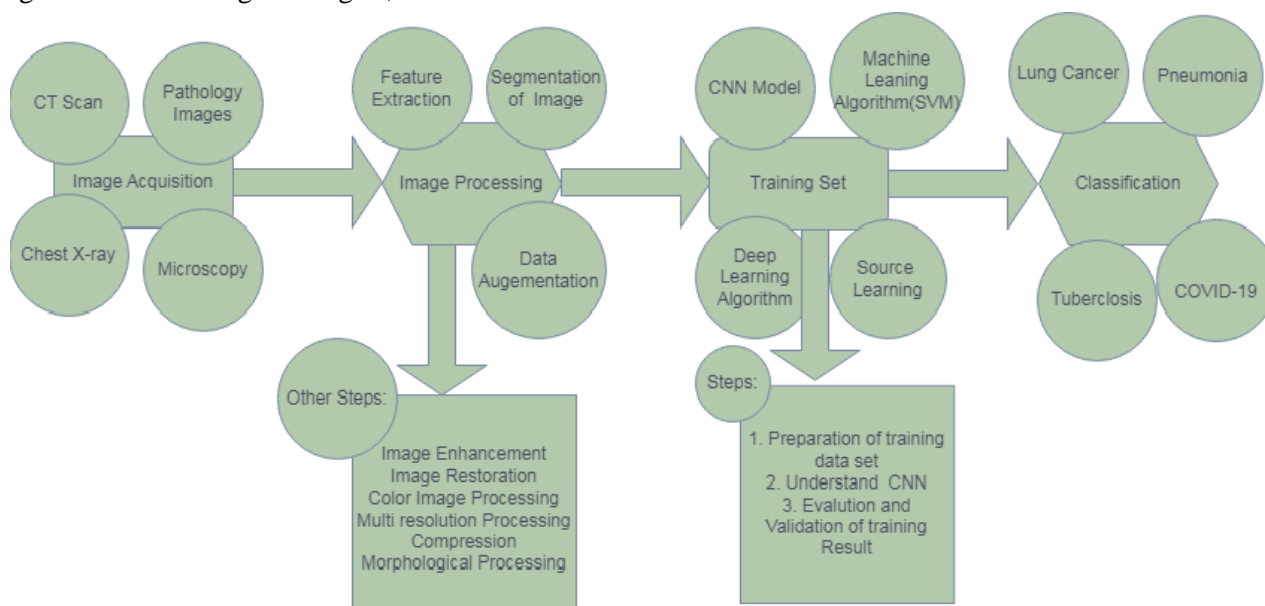 CT Scan
Pathology
Images
Image Acquisition
Chest X-ray
Microscopy
Feature
Extraction
Segmentation
of Image
Image Processing
Data
Augementation
Other Steps:
Image Enhancement
Image Restoration
Color Image Processing
Multi resolution Processing
Compression
Morphological Processing
CNN Model
Machine
Leaning
Algorithm(SVM)
Training Set
Deep
Learning
Algorithm
Source
Learning
Steps:
1. Preparation of training
data set
2. Understand CNN
3. Evalution and
Validation of training
Result
Lung Cancer
Pneumonia
Classification
Tuberclosis
COVID-19